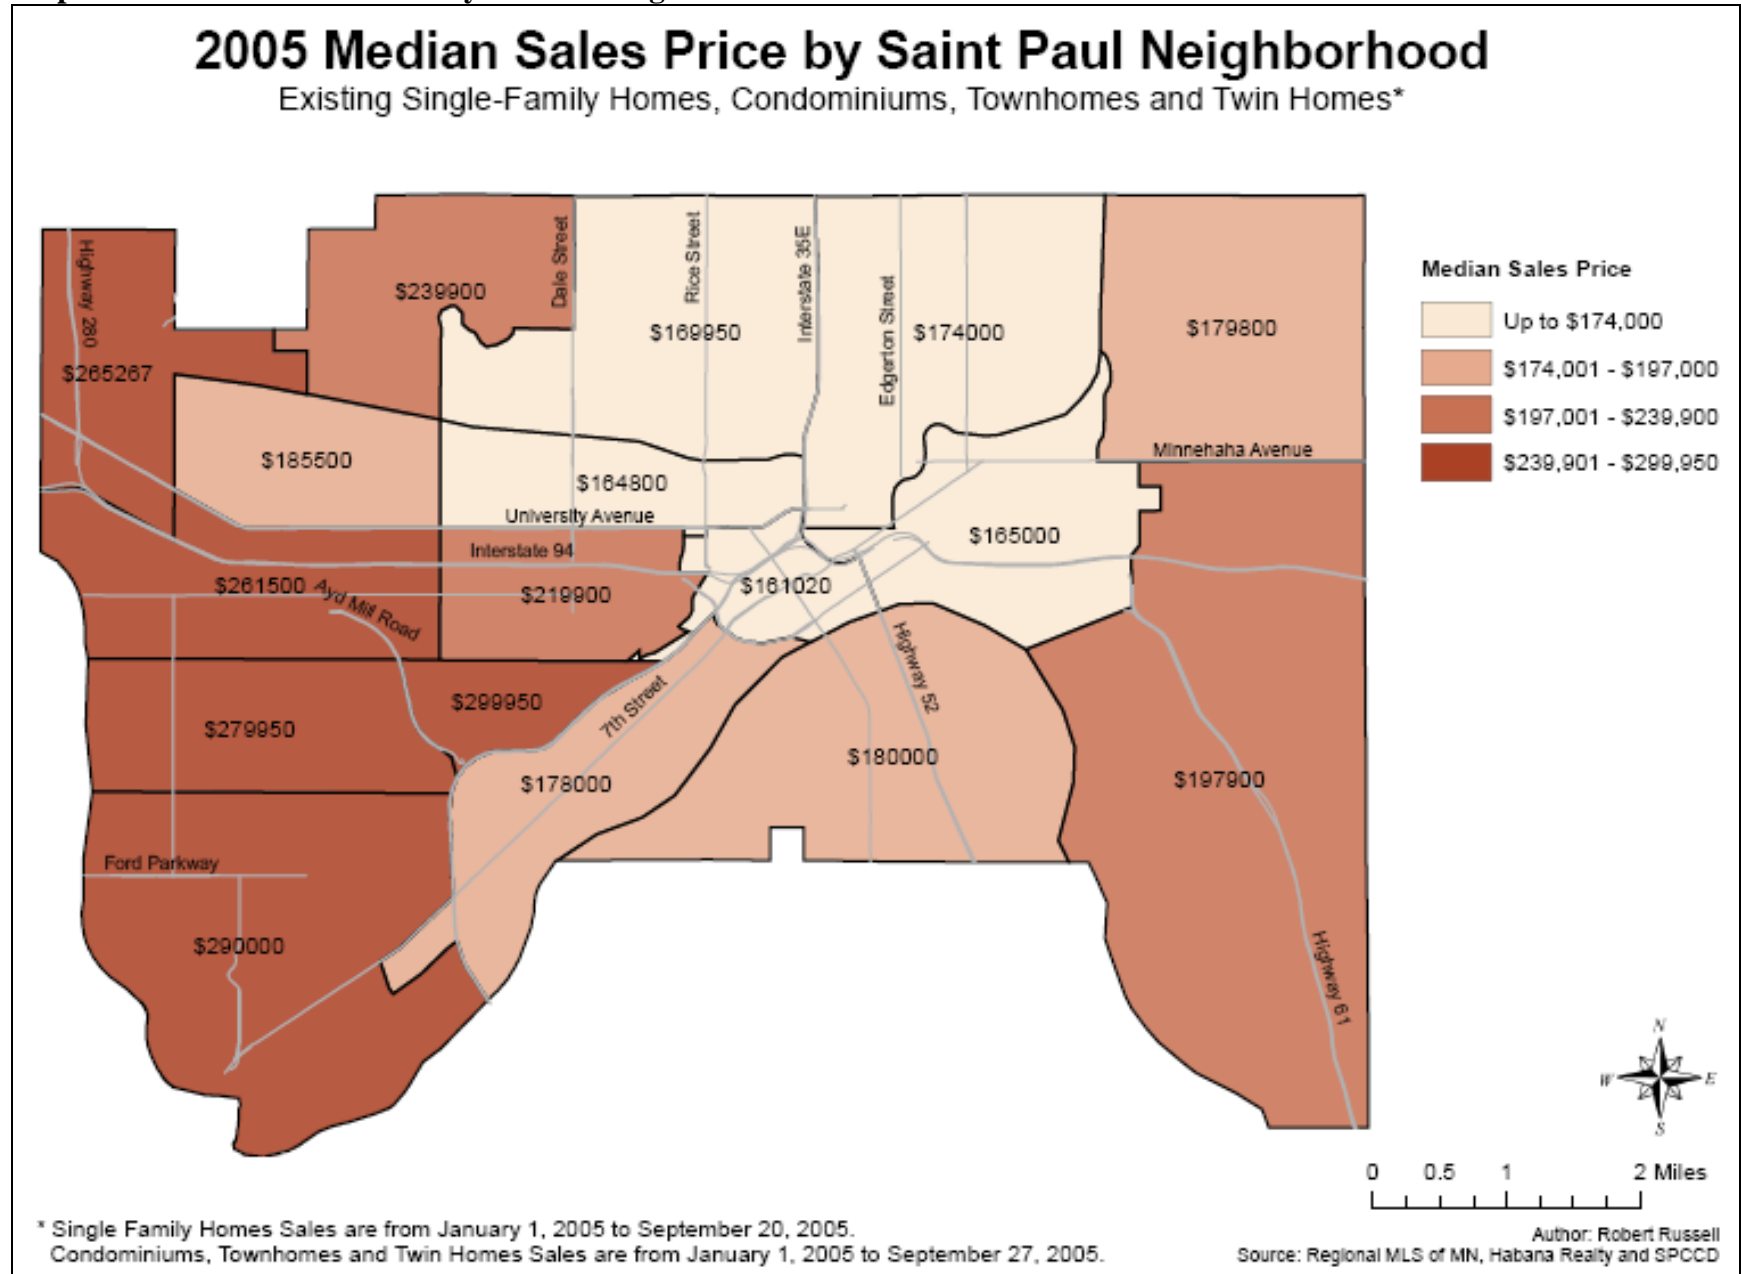 2005 Median Sales Price by Saint Paul Neighborhood
Existing Single-Family Homes, Condominiums, Townhomes and Twin Homes*
Highway 280
Dale Street
Rice Street
Interstate 35E
Edgerton Street
$239900
$169950
$174000
$179800
$265267
Median Sales Price
Up to $174,000
$174,001 - $197,000
$197,001 - $239,900
$239,901 - $299,950
Minnehaha Avenue
$185500
$164800
University Avenue
$165000
Interstate 94
$261500
Ayd Mill Road
$219900
$161020
Highway 52
$299950
7th Street
$279950
$178000
$180000
$197900
Ford Parkway
$290000
Highway 61
N
W
E
S
0 0.5 1 2 Miles
* Single Family Homes Sales are from January 1, 2005 to September 20, 2005.
Condominiums, Townhomes and Twin Homes Sales are from January 1, 2005 to September 27, 2005.
Author: Robert Russell
Source: Regional MLS of MN, Habana Realty and SPCCD